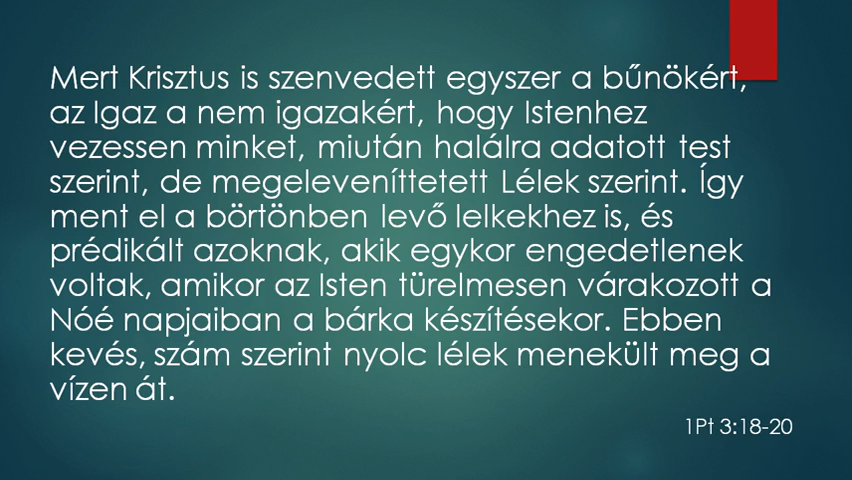 Mert Krisztus is szenvedett egyszer a bűnökért,
az Igaz a nem igazakért, hogy Istenhez
vezessen minket, miután halálra adatott test
szerint, de megeleveníttetett Lélek szerint. Így
ment el a börtönben levő lelkekhez is, és
prédikált azoknak, akik egykor engedetlenek
voltak, amikor az Isten türelmesen várakozott a
Nóé napjaiban a bárka készítésekor. Ebben
kevés, szám szerint nyolc lélek menekült meg a
vízen át.
1Pt 3:18-20